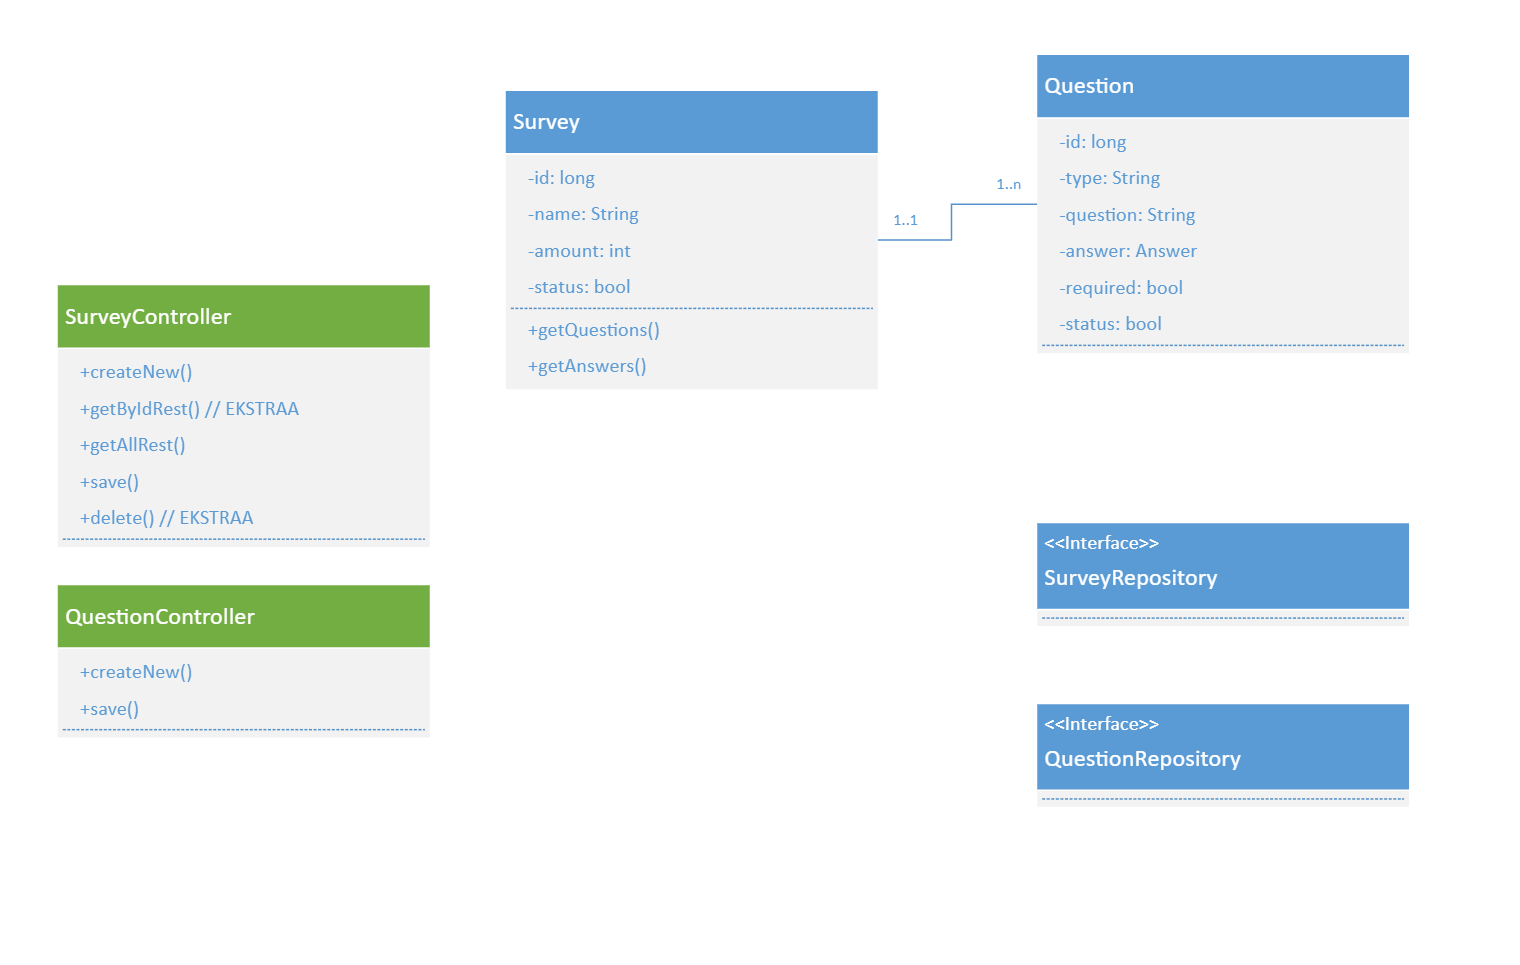 Survey
-id: long
-name: String
-amount: int
-status: bool
+getQuestions()
+getAnswers()
1..1
1..n
Question
-id: long
-type: String
-question: String
-answer: Answer
-required: bool
-status: bool
SurveyController
+createNew()
+getByIdRest() // EKSTRAA
+getAllRest()
+save()
+delete() // EKSTRAA
QuestionController
+createNew()
+save()
<<Interface>>
SurveyRepository
<<Interface>>
QuestionRepository